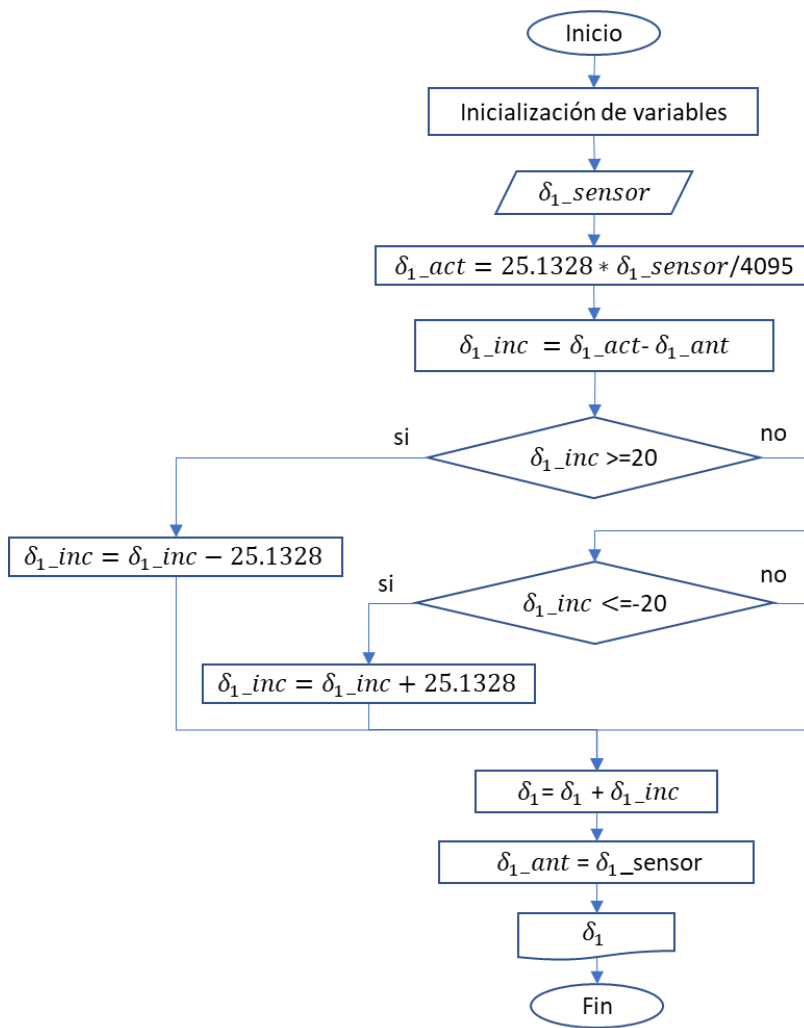 Inicio
Inicialización de variables
δ₁_sensor
δ₁_act = 25.1328 * δ₁_sensor/4095
δ₁_inc = δ₁_act- δ₁_ant
si
no
δ₁_inc >=20
δ₁_inc = δ₁_inc − 25.1328
si
no
δ₁_inc <=-20
δ₁_inc = δ₁_inc + 25.1328
δ₁= δ₁ + δ₁_inc
δ₁_ant = δ₁_sensor
δ₁
Fin